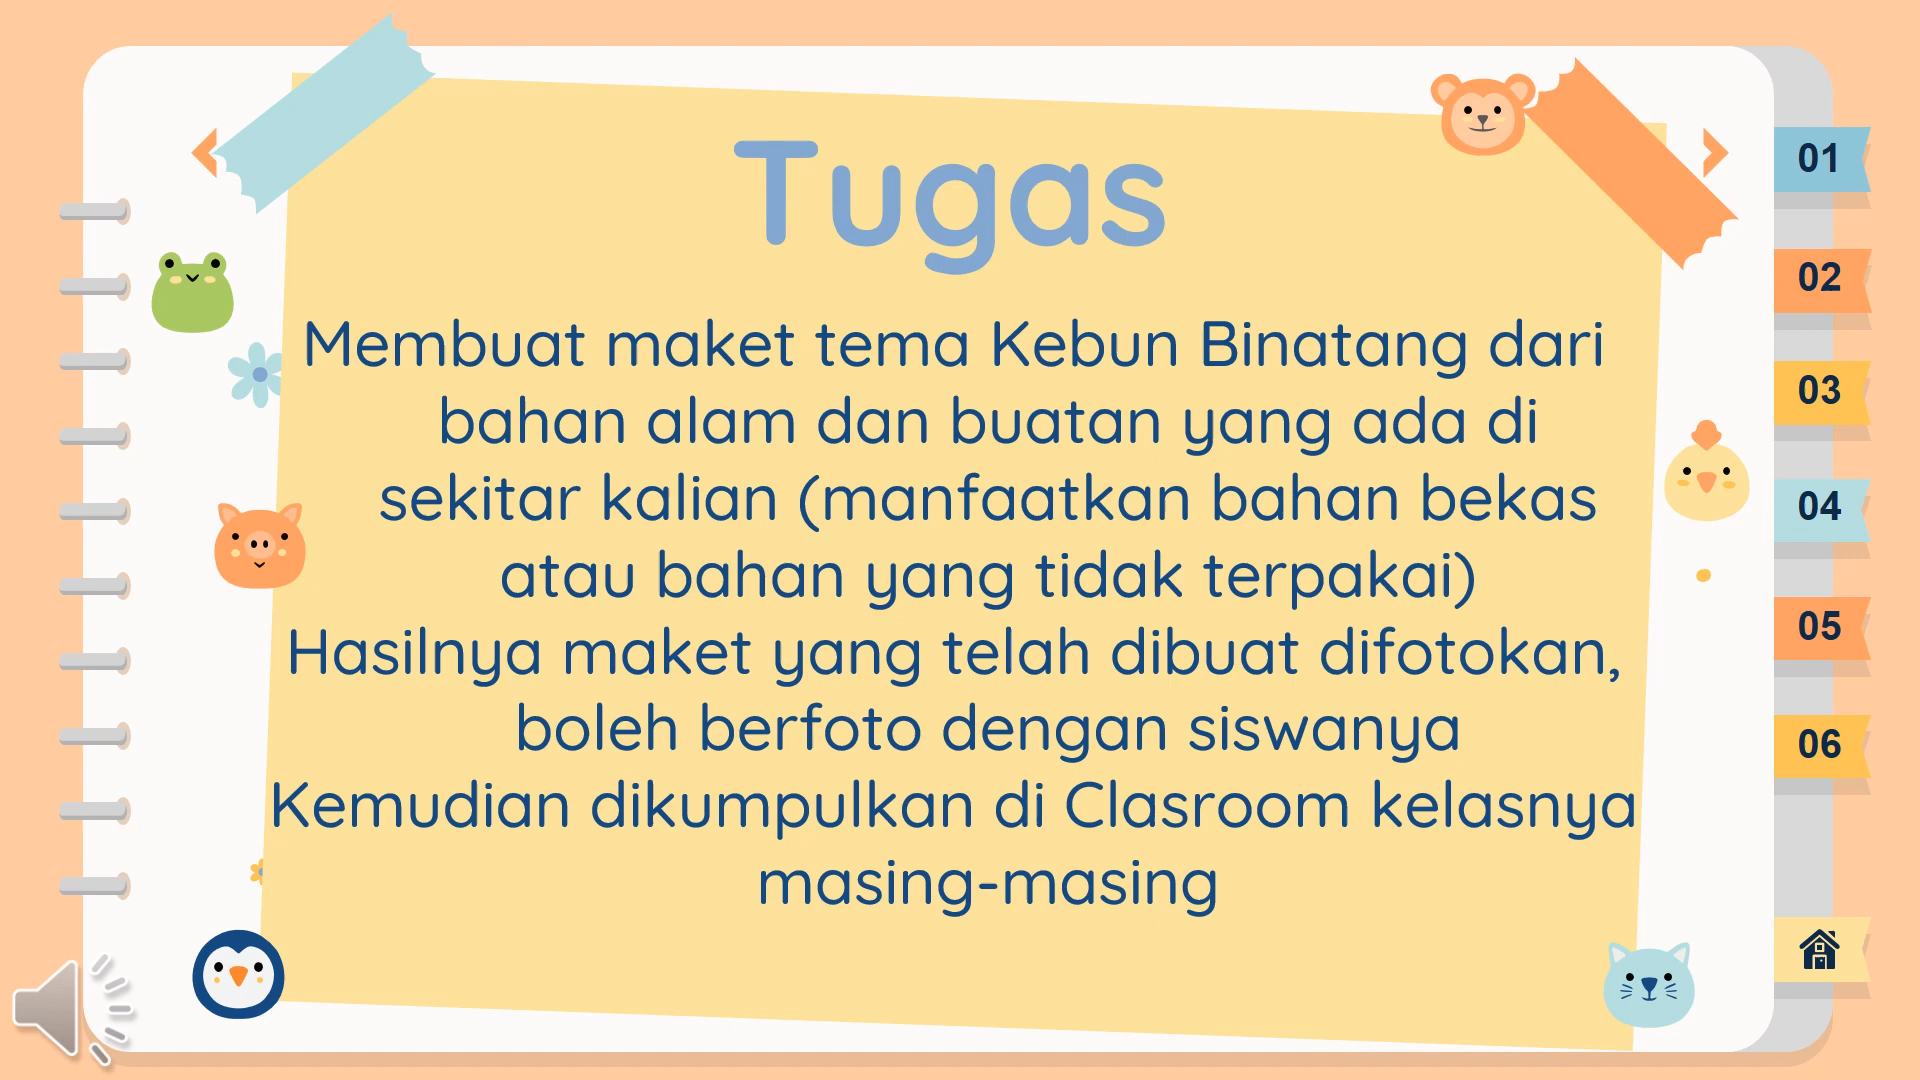 Tugas
Membuat maket tema Kebun Binatang dari
bahan alam dan buatan yang ada di
sekitar kalian (manfaatkan bahan bekas
atau bahan yang tidak terpakai)
Hasilnya maket yang telah dibuat difotokan,
boleh berfoto dengan siswanya
Kemudian dikumpulkan di Clasroom kelasnya
masing-masing
01
02
03
04
05
06